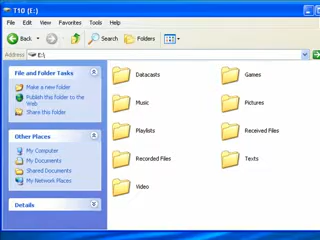 T10 (E:)
File Edit View Favorites Tools Help
Back Search Folders
Address E:\
File and Folder Tasks
Make a new folder
Publish this folder to the
Web
Share this folder
Other Places
My Computer
My Documents
Shared Documents
My Network Places
Details
Datacasts Games
Music Pictures
Playlists Received Files
Recorded Files Texts
Video